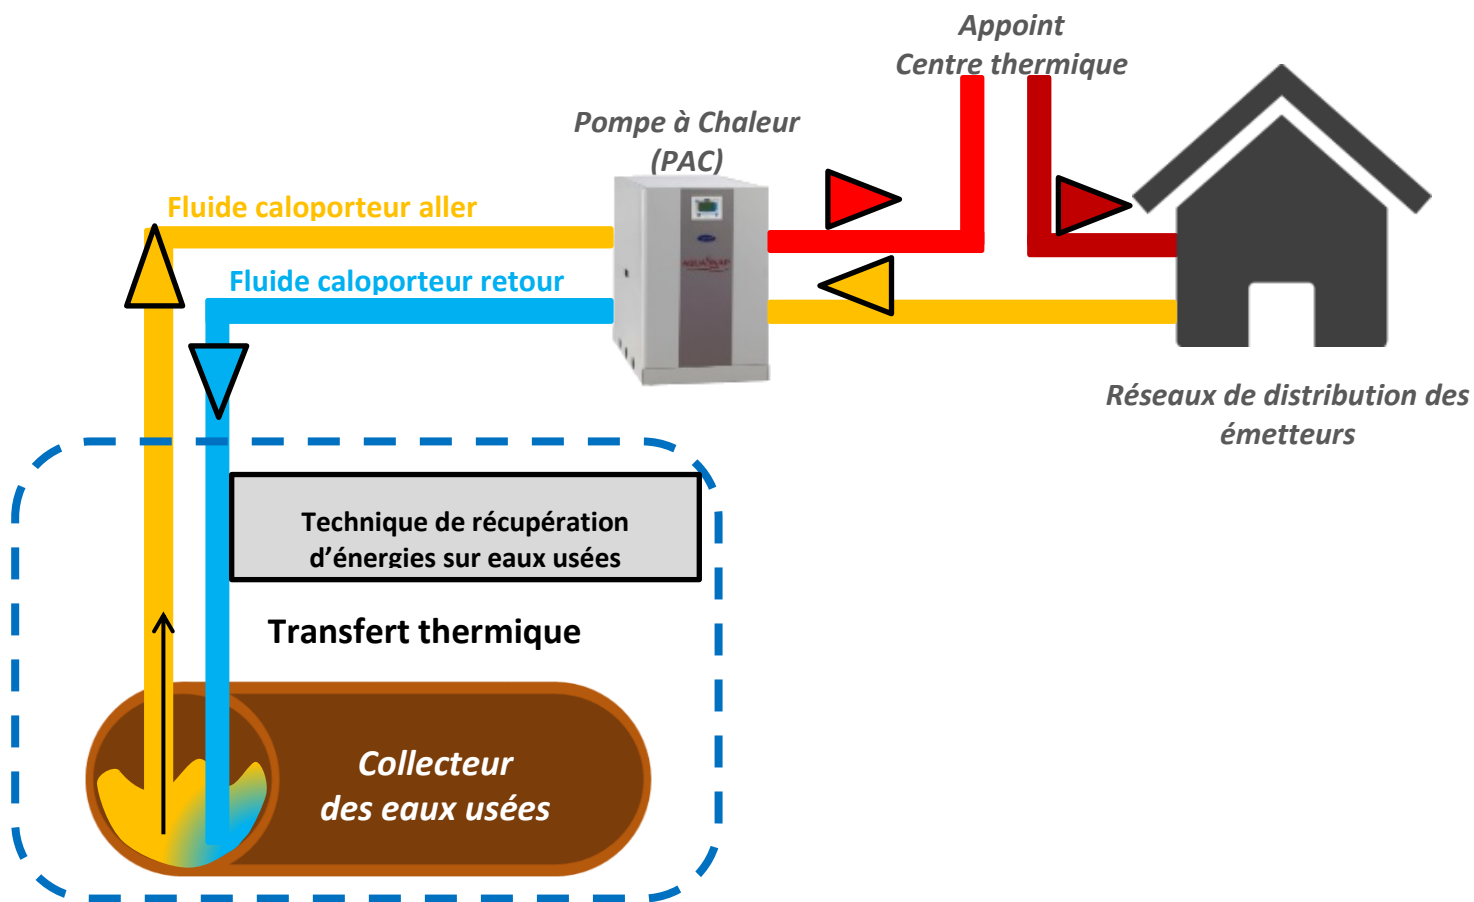 Appoint
Centre thermique
Pompe à Chaleur
(PAC)
Fluide caloporteur aller
Fluide caloporteur retour
Réseaux de distribution des
émetteurs
Technique de récupération
d’énergies sur eaux usées
Transfert thermique
Collecteur
des eaux usées